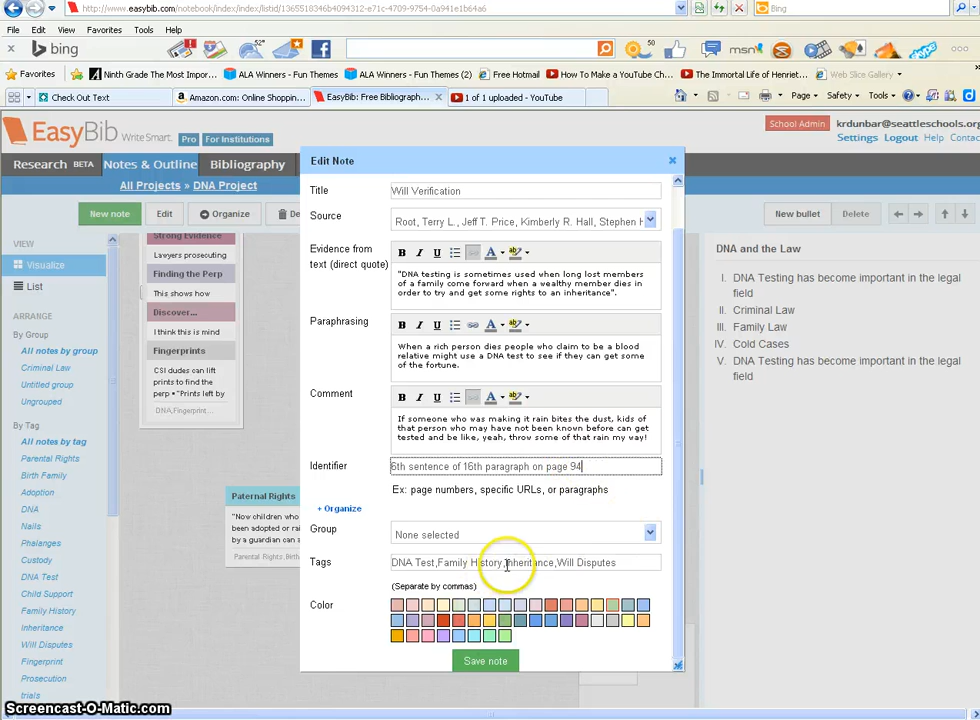 http://www.easybib.com/notebook/index/index/listid/1365518346b4094312-e71c-4709-9754-0a941e1b64a6
Bing
File Edit View Favorites Tools Help
bing
50
msn
Favorites
Ninth Grade The Most Impor...
ALA Winners - Fun Themes
ALA Winners - Fun Themes (2)
Free Hotmail
How To Make a YouTube Ch...
The Immortal Life of Henriet...
Web Slice Gallery
Check Out Text
Amazon.com: Online Shoppin...
EasyBib: Free Bibliograph...
1 of 1 uploaded - YouTube
Page
Safety
Tools
EasyBib
Write Smart.
Pro
For Institutions
School Admin
krdunbar@seattleschools.org
Settings Logout Help Contac
Research BETA
Notes & Outline
Bibliography
All Projects » DNA Project
New note
Edit
Organize
De
New bullet
Delete
VIEW
Visualize
List
ARRANGE
By Group
All notes by group
Criminal Law
Untitled group
Ungrouped
By Tag
All notes by tag
Paternal Rights
Birth Family
Adoption
DNA
Nails
Phalanges
Custody
DNA Test
Family History
Inheritance
Will Disputes
Fingerprint
Prosecution
trials
Strong Evidence
Lawyers prosecuting
Finding the Perp
This shows how
Discover...
I think this is mind
Fingerprints
CSI dudes can lift
prints to find the
perp • "Prints left by
DNA,Fingerprint...
Paternal Rights
"Now children who
been adopted or rai
by a guardian can s
Parental Rights,Birth
Edit Note
Title
Will Verification
Source
Root, Terry L., Jeff T. Price, Kimberly R. Hall, Stephen H
Evidence from
text (direct quote)
B I U
"DNA testing is sometimes used when long lost members
of a family come forward when a wealthy member dies in
order to try and get some rights to an inheritance".
Paraphrasing
B I U
When a rich person dies people who claim to be a blood
relative might use a DNA test to see if they can get some
of the fortune.
Comment
B I U
If someone who was making it rain bites the dust, kids of
that person who may have not been known before can get
tested and be like, yeah, throw some of that rain my way!
Identifier
6th sentence of 16th paragraph on page 94
Ex: page numbers, specific URLs, or paragraphs
+ Organize
Group
None selected
Tags
DNA Test,Family History,Inheritance,Will Disputes
(Separate by commas)
Color
Save note
DNA and the Law
I. DNA Testing has become important in the legal
field
II. Criminal Law
III. Family Law
IV. Cold Cases
V. DNA Testing has become important in the legal
field
Screencast-O-Matic.com